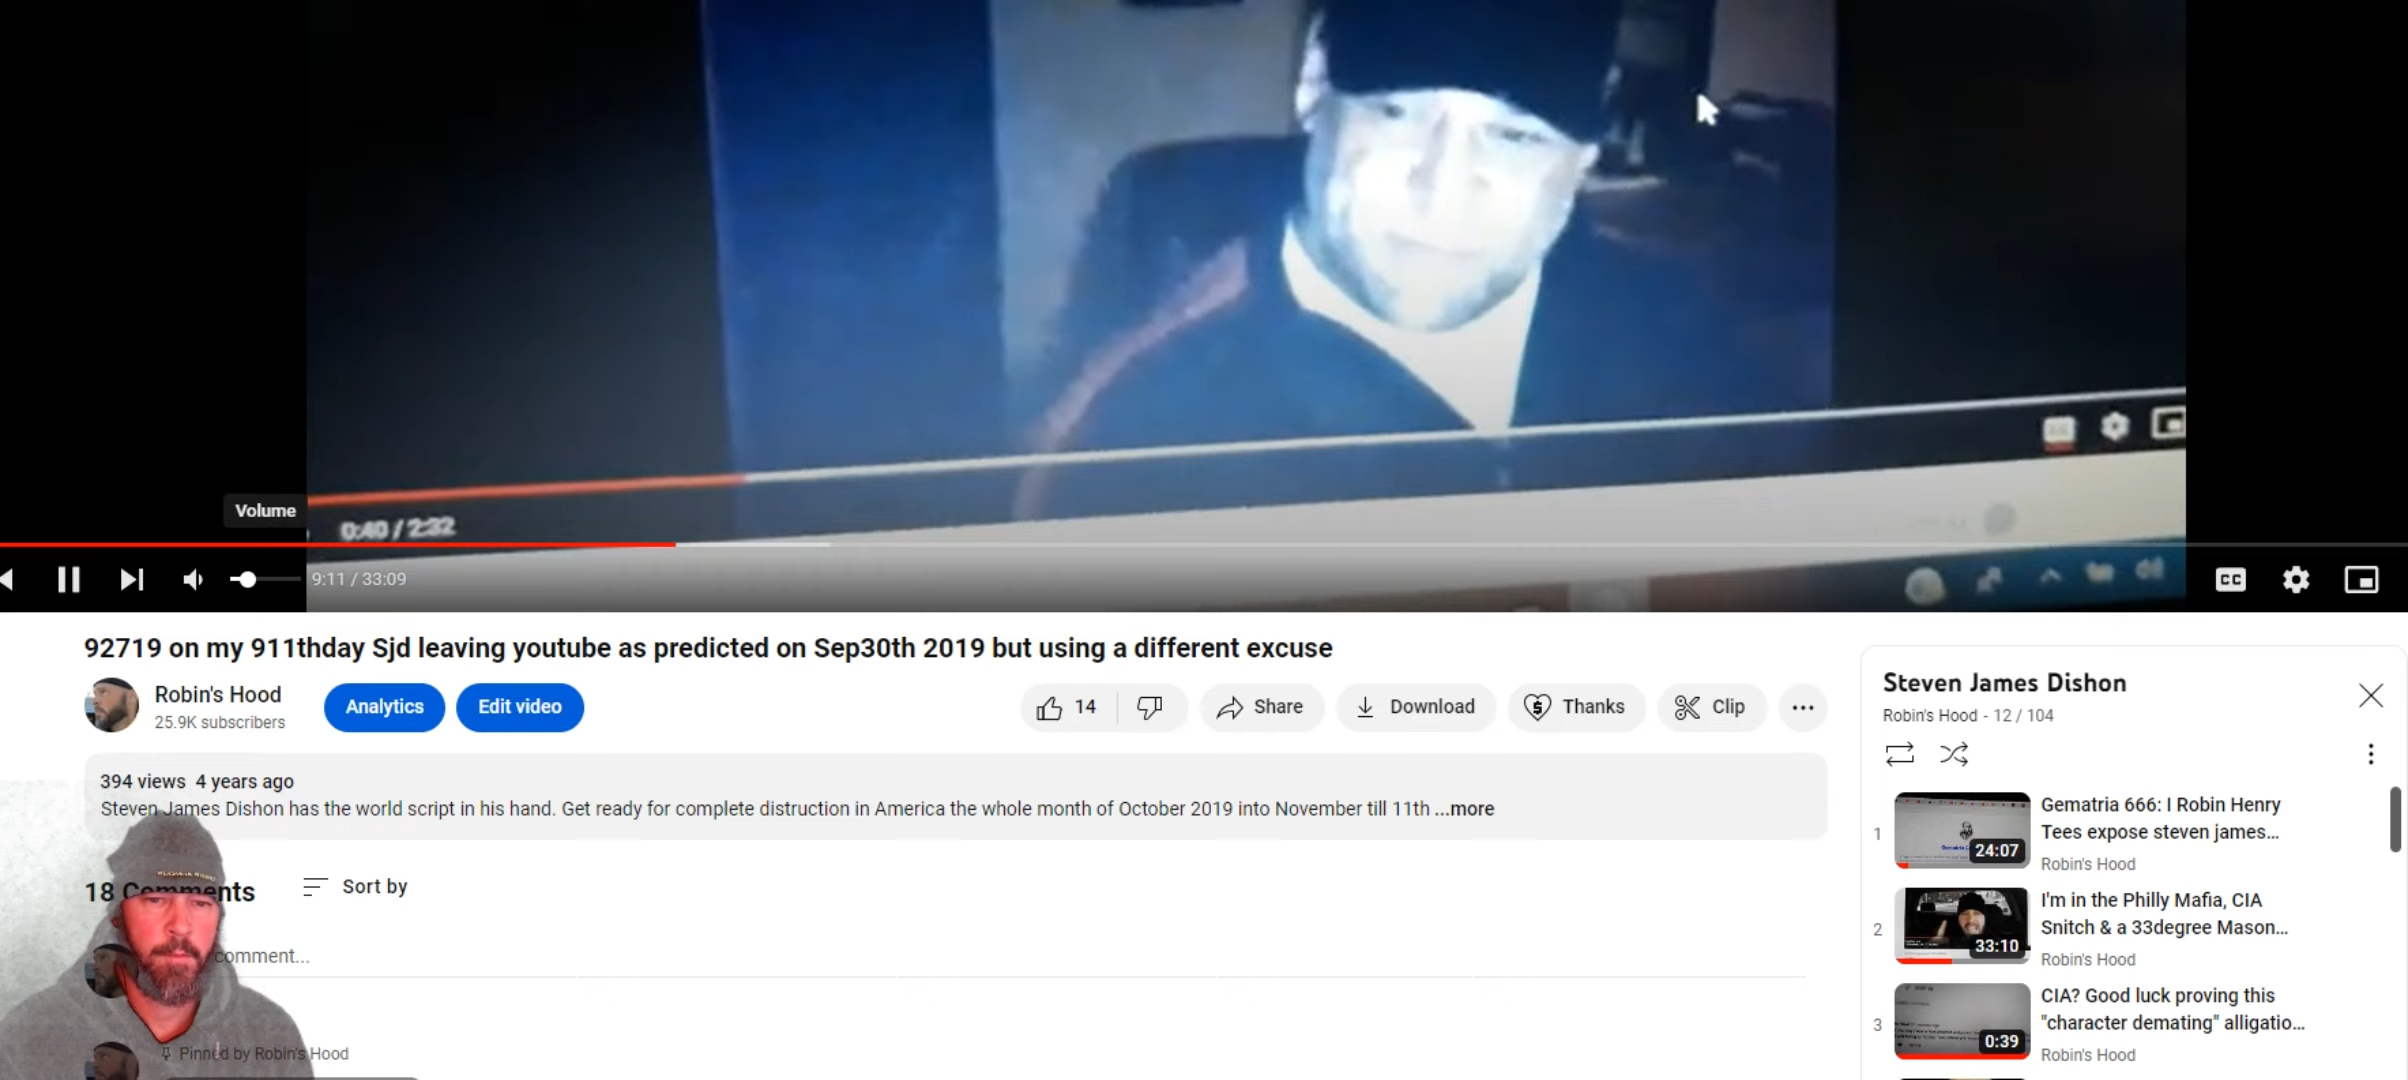 Volume
0:40 / 2:32
9:11 / 33:09
CC
92719 on my 911thday Sjd leaving youtube as predicted on Sep30th 2019 but using a different excuse
Robin's Hood
25.9K subscribers
Analytics
Edit video
14
Share
Download
Thanks
Clip
394 views 4 years ago
Steven James Dishon has the world script in his hand. Get ready for complete distruction in America the whole month of October 2019 into November till 11th ...more
18 Comments
Sort by
comment...
Pinned by Robin's Hood
Steven James Dishon
Robin's Hood - 12 / 104
1
24:07
Gematria 666: I Robin Henry
Tees expose steven james...
Robin's Hood
2
33:10
I'm in the Philly Mafia, CIA
Snitch & a 33degree Mason...
Robin's Hood
3
0:39
CIA? Good luck proving this
"character demating" alligatio...
Robin's Hood